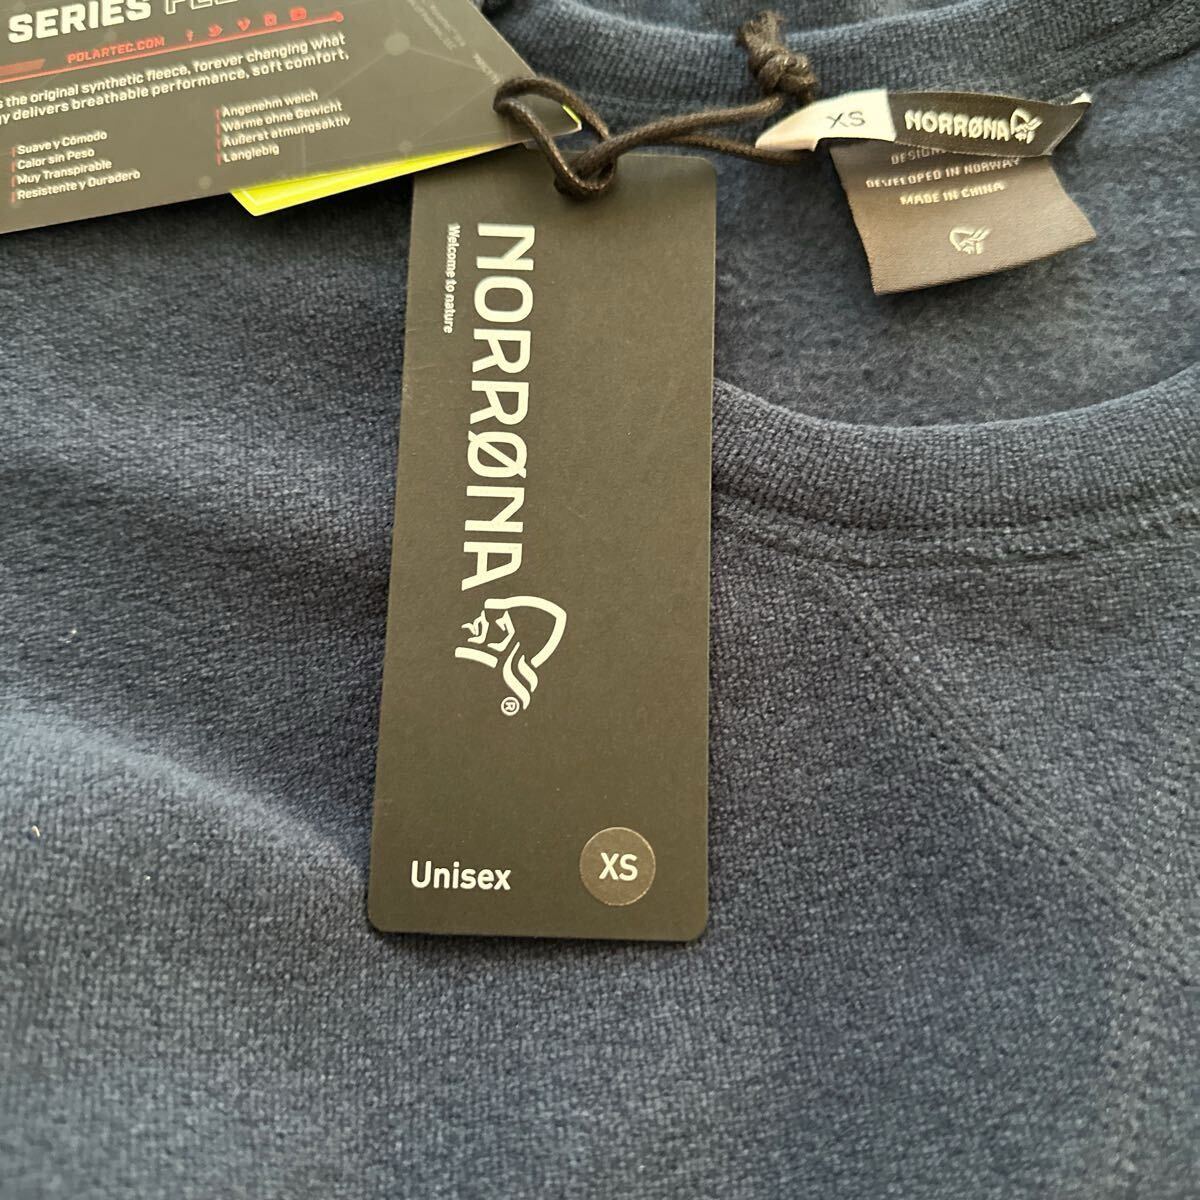 SERIES
POLARTEC.COM
s the original synthetic fleece, forever changing what
y delivers breathable performance, soft comfort,
Suave y Cómodo
Calor sin Peso
Muy Transpirable
Resistente y Duradero
Angenehm weich
Wärme ohne Gewicht
Äußerst atmungsaktiv
Langlebig
XS
NORRØNA
DEVELOPED IN NORWAY
MADE IN CHINA
NORRØNA
Welcome to nature
®
Unisex
XS